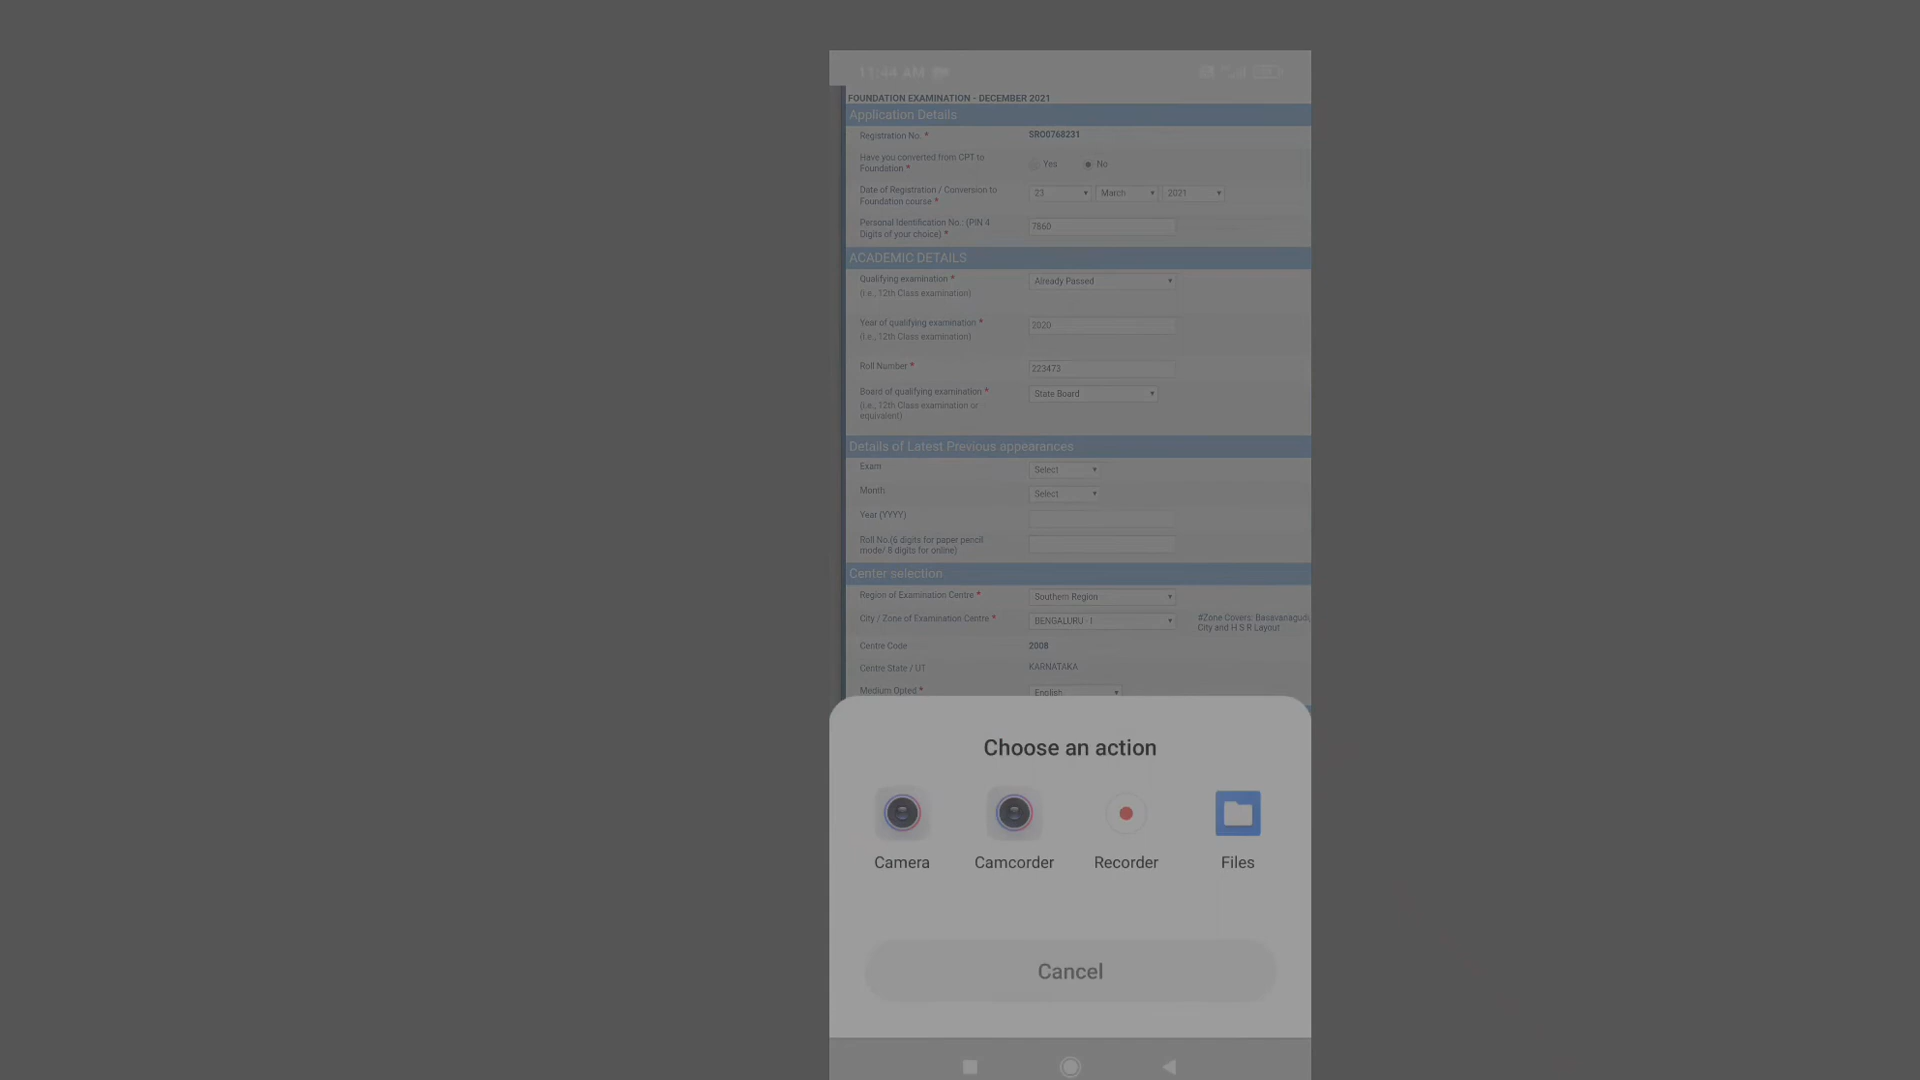 11:44 AM
FOUNDATION EXAMINATION - DECEMBER 2021
Application Details
Registration No. * SRO0768231
Have you converted from CPT to
Foundation * Yes No
Date of Registration / Conversion to
Foundation course * 23 March 2021
Personal Identification No.: (PIN 4
Digits of your choice) * 7860
ACADEMIC DETAILS
Qualifying examination * Already Passed
(I.e., 12th Class examination)
Year of qualifying examination * 2020
(I.e., 12th Class examination)
Roll Number * 223473
Board of qualifying examination * State Board
(I.e., 12th Class examination or
equivalent)
Details of Latest Previous appearances
Exam Select
Month Select
Year (YYYY)
Roll No.(6 digits for paper pencil
mode/ 8 digits for online)
Center selection
Region of Examination Centre * Southern Region
City / Zone of Examination Centre * BENGALURU - I #Zone Covers: Basavanagudi,
City and H S R Layout
Centre Code 2008
Centre State / UT KARNATAKA
Medium Opted * English
Choose an action
Camera Camcorder Recorder Files
Cancel